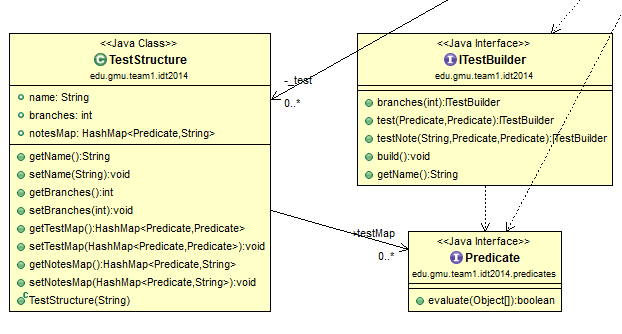 <<Java Class>>
TestStructure
edu.gmu.team1.idt2014
name: String
branches: int
notesMap: HashMap<Predicate,String>
getName():String
setName(String):void
getBranches():int
setBranches(int):void
getTestMap():HashMap<Predicate,Predicate>
setTestMap(HashMap<Predicate,Predicate>):void
getNotesMap():HashMap<Predicate,String>
setNotesMap(HashMap<Predicate,String>):void
TestStructure(String)
-_test
0..*
<<Java Interface>>
ITestBuilder
edu.gmu.team1.idt2014
branches(int):ITestBuilder
test(Predicate,Predicate):ITestBuilder
testNote(String,Predicate,Predicate):ITestBuilder
build():void
getName():String
+testMap
0..*
<<Java Interface>>
Predicate
edu.gmu.team1.idt2014.predicates
evaluate(Object[]):boolean